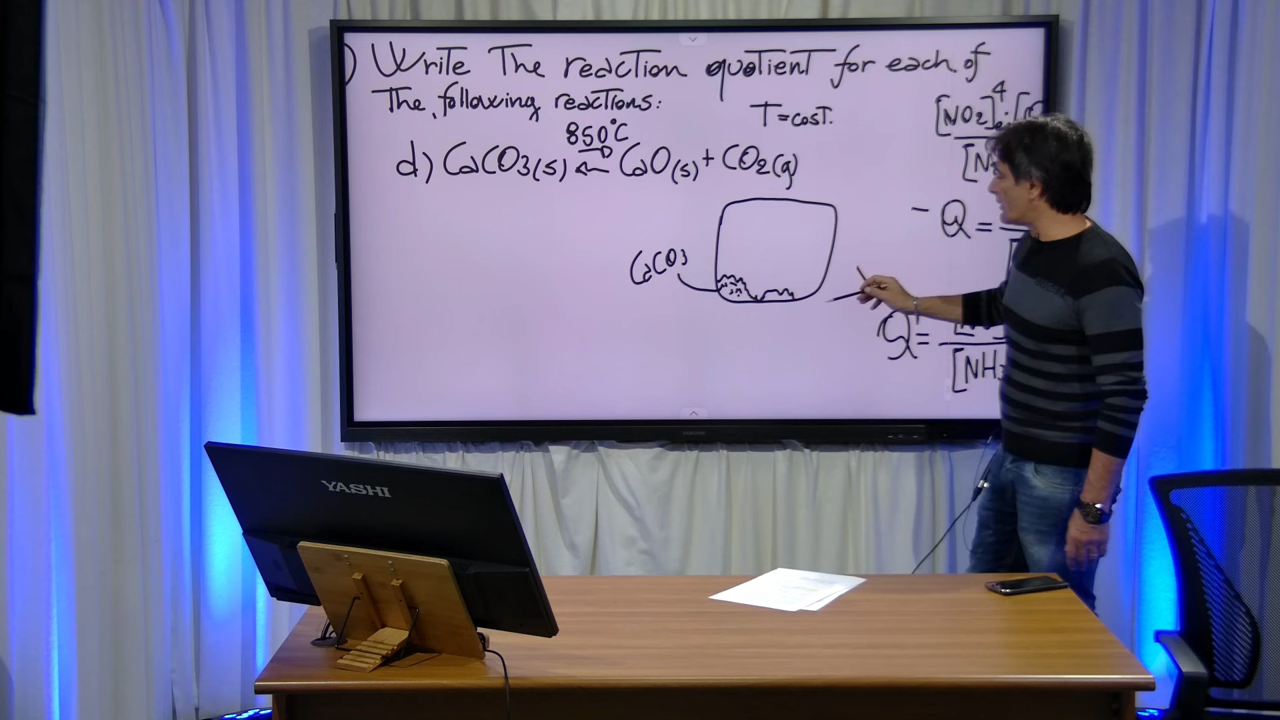 ) Write The reaction quotient for each of
The following reactions:
T=cosT.
850°C
d) CaCO3(s) ⇌ CaO(s) + CO2(g)
CaCO3
[NO2]⁴
- Q =
Q =
[NH
YASHI